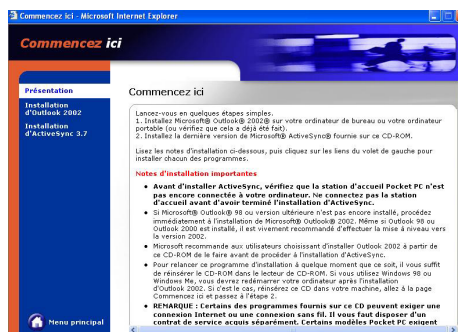 Commencez ici - Microsoft Internet Explorer
Commencez ici
Présentation
Installation
d'Outlook 2002
Installation
d'ActiveSync 3.7
Menu principal
Commencez ici
Lancez-vous en quelques étapes simples.
1. Installez Microsoft® Outlook® 2002® sur votre ordinateur de bureau ou votre ordinateur
portable (ou vérifiez que cela a déjà été fait).
2. Installez la dernière version de Microsoft® ActiveSync® fournie sur ce CD-ROM.
Lisez les notes d'installation ci-dessous, puis cliquez sur les liens du volet de gauche pour
installer chacun des programmes.
Notes d'installation importantes
• Avant d'installer ActiveSync, vérifiez que la station d'accueil Pocket PC n'est
pas encore connectée à votre ordinateur. Ne connectez pas la station
d'accueil avant d'avoir terminé l'installation d'ActiveSync.
• Si Microsoft® Outlook® 98 ou version ultérieure n'est pas encore installé, procédez
immédiatement à l'installation de Microsoft® Outlook® 2002. Même si Outlook 98 ou
Outlook 2000 est installé, il est vivement recommandé d'effectuer la mise à niveau vers
la version 2002.
• Microsoft recommande aux utilisateurs choisissant d'installer Outlook 2002 à partir de
ce CD-ROM de le faire avant de procéder à l'installation d'ActiveSync.
• Pour relancer ce programme d'installation à quelque moment que ce soit, il vous suffit
de réinsérer le CD-ROM dans le lecteur de CD-ROM. Si vous utilisez Windows 98 ou
Windows Me, vous devrez redémarrer votre ordinateur après l'installation
d'Outlook 2002. Si c'est le cas, réinsérez ce CD dans votre machine, allez à la page
Commencez ici et passez à l'étape 2.
• REMARQUE : Certains des programmes fournis sur ce CD peuvent exiger une
connexion Internet ou une connexion sans fil. Il vous faut disposer d'un
contrat de service acquis séparément. Certains modèles Pocket PC exigent